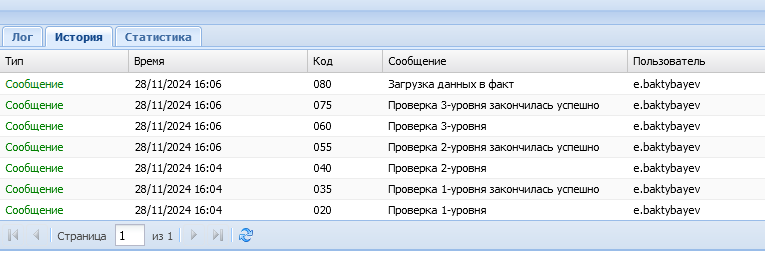 Лог История Статистика
Тип Время Код Сообщение Пользователь
Сообщение 28/11/2024 16:06 080 Загрузка данных в факт e.baktybayev
Сообщение 28/11/2024 16:06 075 Проверка 3-уровня закончилась успешно e.baktybayev
Сообщение 28/11/2024 16:06 060 Проверка 3-уровня e.baktybayev
Сообщение 28/11/2024 16:06 055 Проверка 2-уровня закончилась успешно e.baktybayev
Сообщение 28/11/2024 16:04 040 Проверка 2-уровня e.baktybayev
Сообщение 28/11/2024 16:04 035 Проверка 1-уровня закончилась успешно e.baktybayev
Сообщение 28/11/2024 16:04 020 Проверка 1-уровня e.baktybayev
Страница 1 из 1